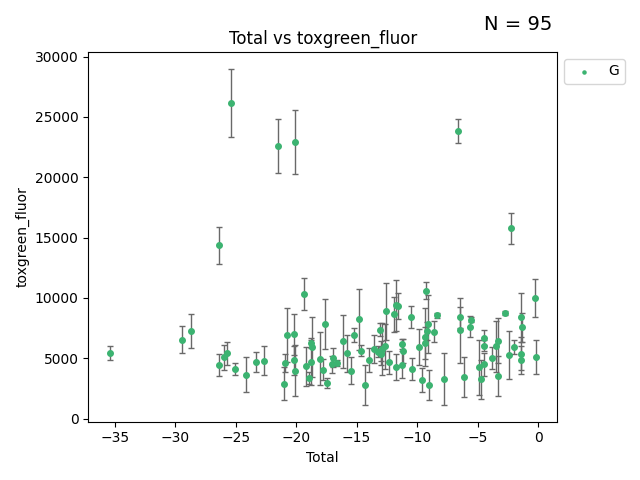 N = 95
Total vs toxgreen_fluor
G
toxgreen_fluor
30000
25000
20000
15000
10000
5000
0
−35 −30 −25 −20 −15 −10 −5 0
Total